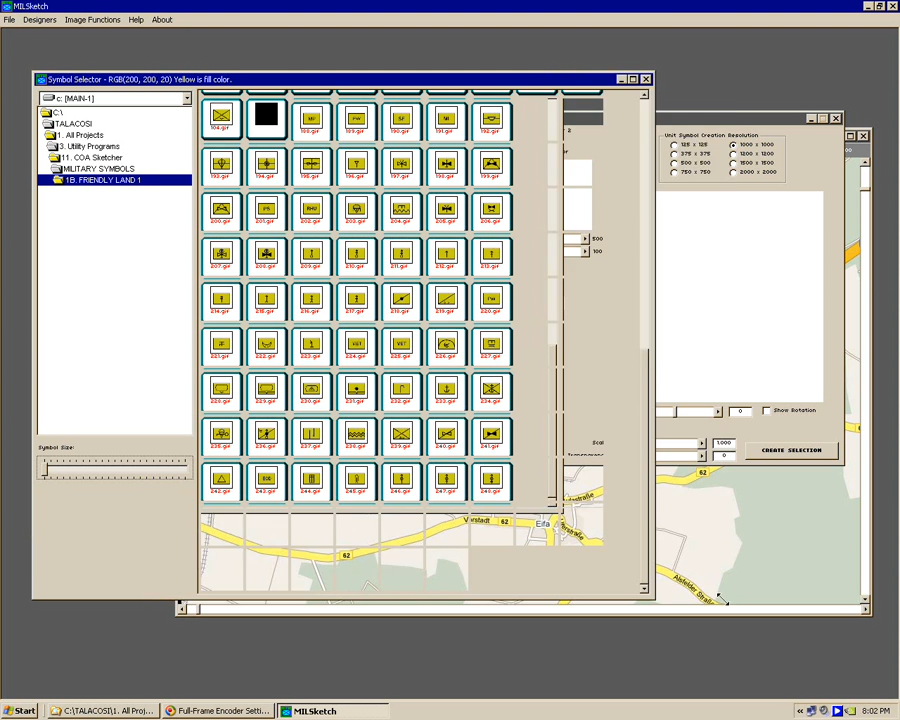 MILSketch
File Designers Image Functions Help About
Symbol Selector - RGB(200, 200, 20) Yellow is fill color.
c: [MAIN-1]
C:\
TALACOSI
1. All Projects
3. Utility Programs
11. COA Sketcher
MILITARY SYMBOLS
1B. FRIENDLY LAND 1
Symbol Size:
104.gif 188.gif 189.gif 190.gif 191.gif 192.gif
193.gif 194.gif 195.gif 196.gif 197.gif 198.gif 199.gif
200.gif 201.gif 202.gif 203.gif 204.gif 205.gif 206.gif
207.gif 208.gif 209.gif 210.gif 211.gif 212.gif 213.gif
214.gif 215.gif 216.gif 217.gif 218.gif 219.gif 220.gif
221.gif 222.gif 223.gif 224.gif 225.gif 226.gif 227.gif
228.gif 229.gif 230.gif 231.gif 232.gif 233.gif 234.gif
235.gif 236.gif 237.gif 238.gif 239.gif 240.gif 241.gif
242.gif 243.gif 244.gif 245.gif 246.gif 247.gif 248.gif
Unit Symbol Creation Resolution
125 x 125 1000 x 1000
375 x 375 1200 x 1200
500 x 500 1500 x 1500
750 x 750 2000 x 2000
500
100
0 Show Rotation
Scal
1.000
Transparenc
0
CREATE SELECTION
62
Vorstadt 62 Eifa
62
Alsfelder Straße
Start C:\TALACOSI\1. All Proj... Full-Frame Encoder Setti... MILSketch 8:02 PM